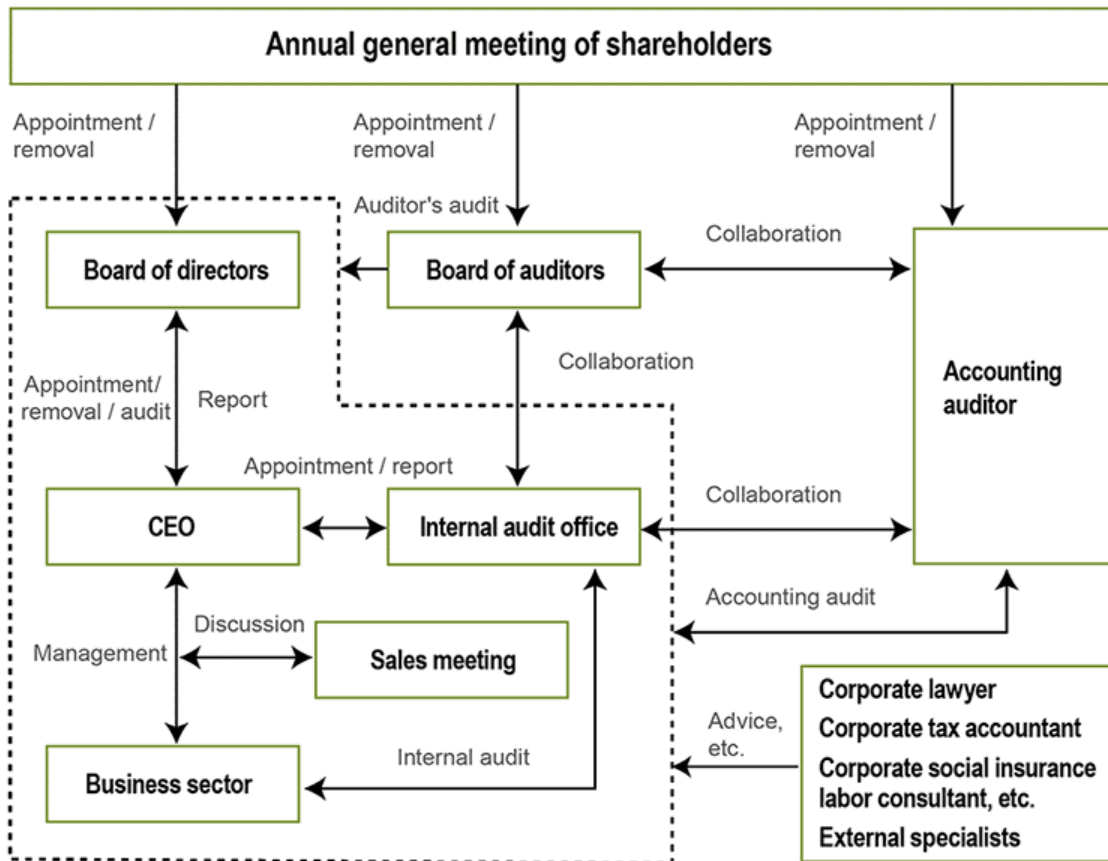 Annual general meeting of shareholders
Appointment /
removal
Appointment /
removal
Appointment /
removal
Auditor's audit
Board of directors
Board of auditors
Collaboration
Accounting
auditor
Collaboration
Appointment/
removal / audit
Report
Appointment / report
CEO
Internal audit office
Collaboration
Accounting audit
Discussion
Management
Sales meeting
Corporate lawyer
Corporate tax accountant
Corporate social insurance
labor consultant, etc.
External specialists
Advice,
etc.
Internal audit
Business sector